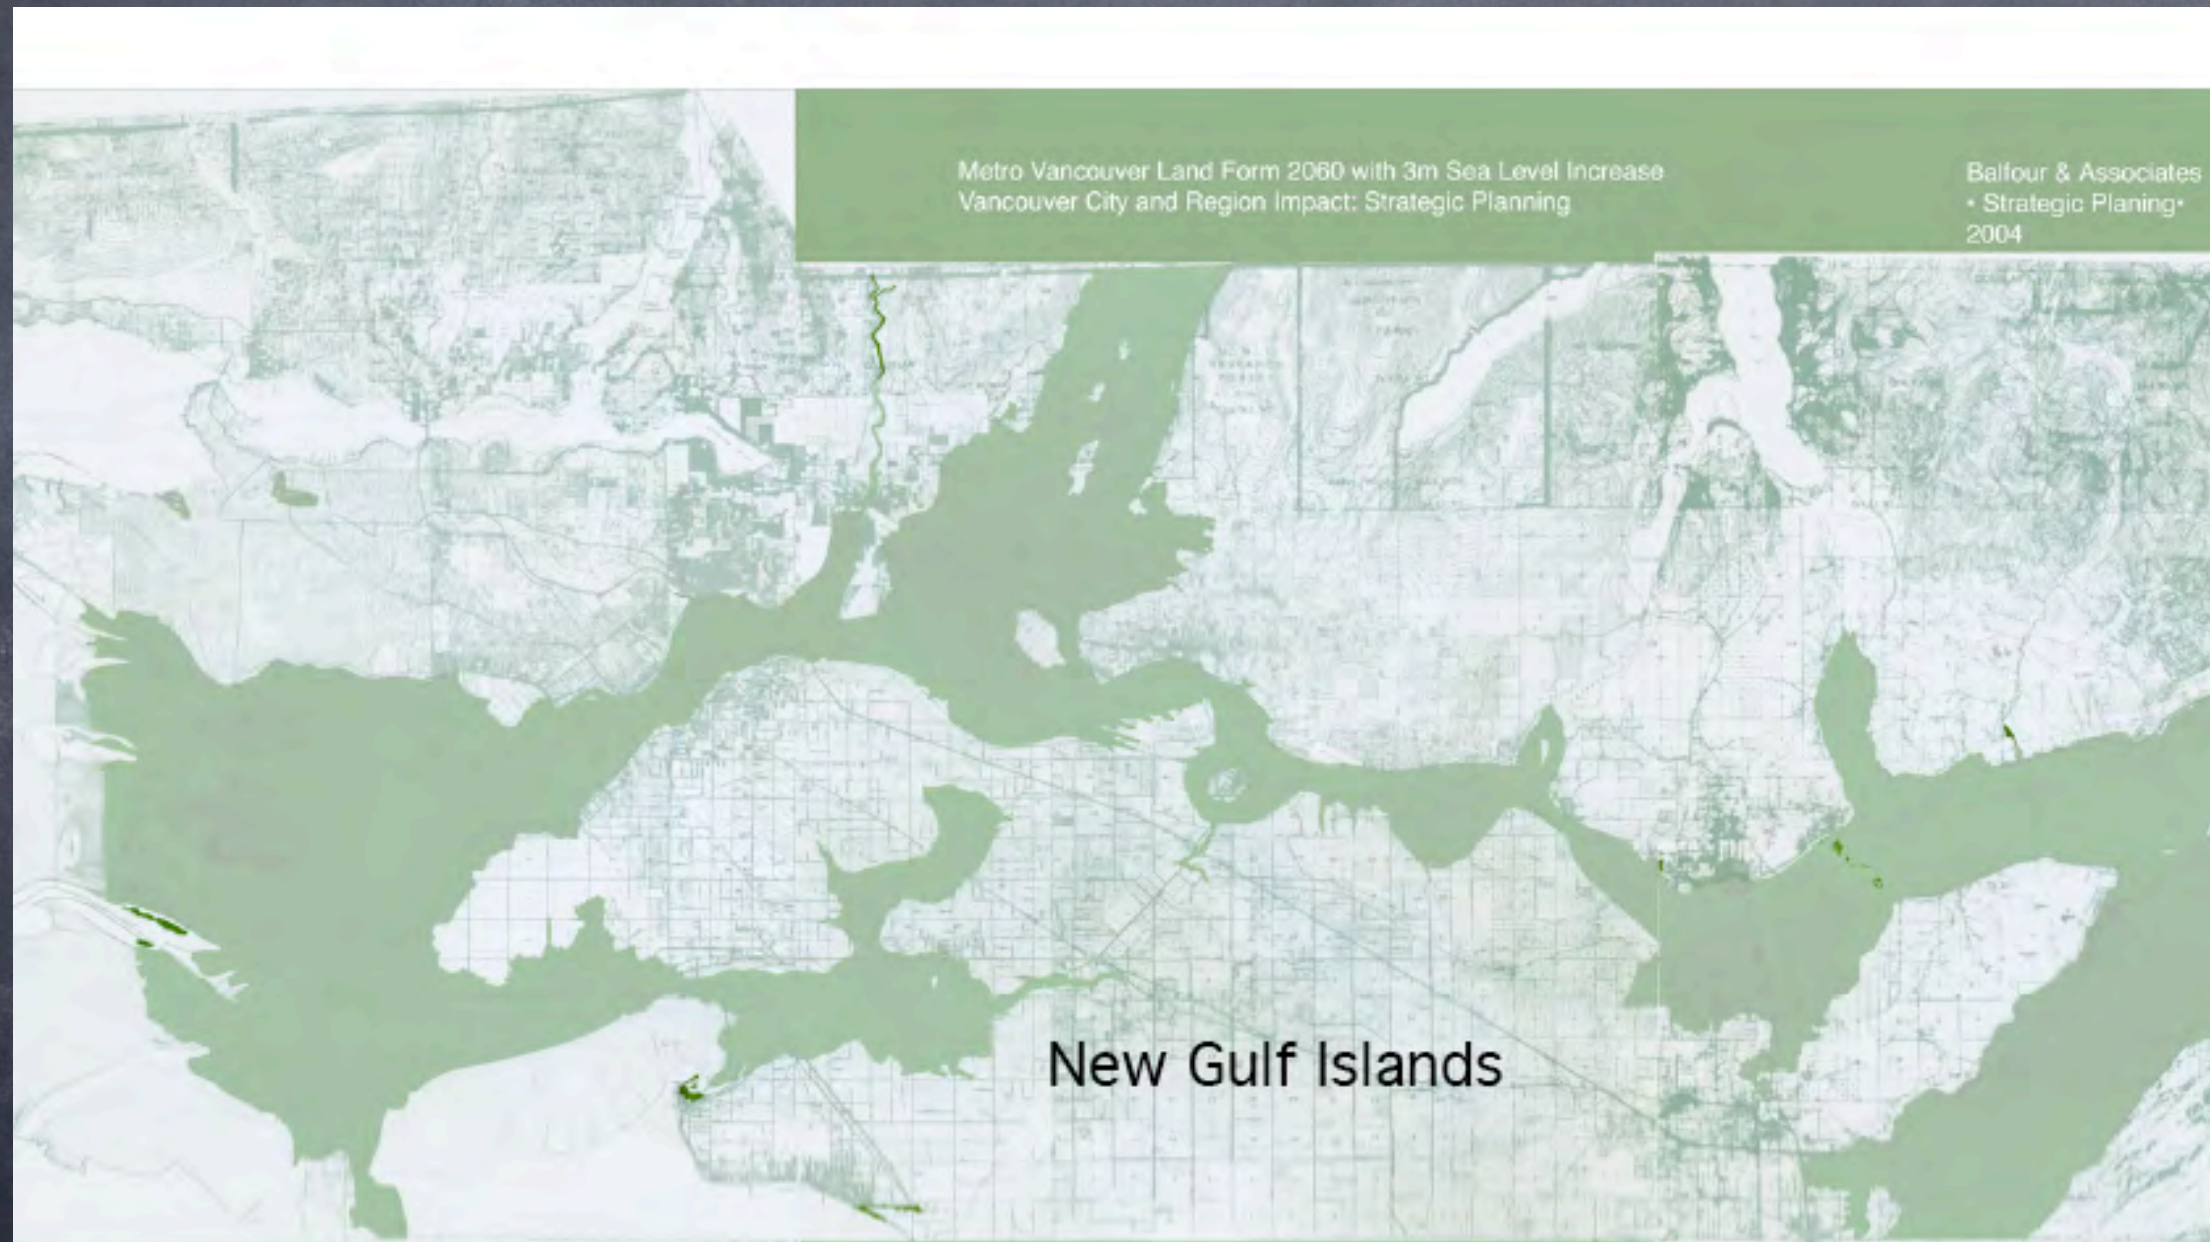 Metro Vancouver Land Form 2060 with 3m Sea Level Increase
Vancouver City and Region Impact: Strategic Planning
Balfour & Associates
• Strategic Planing•
2004
New Gulf Islands